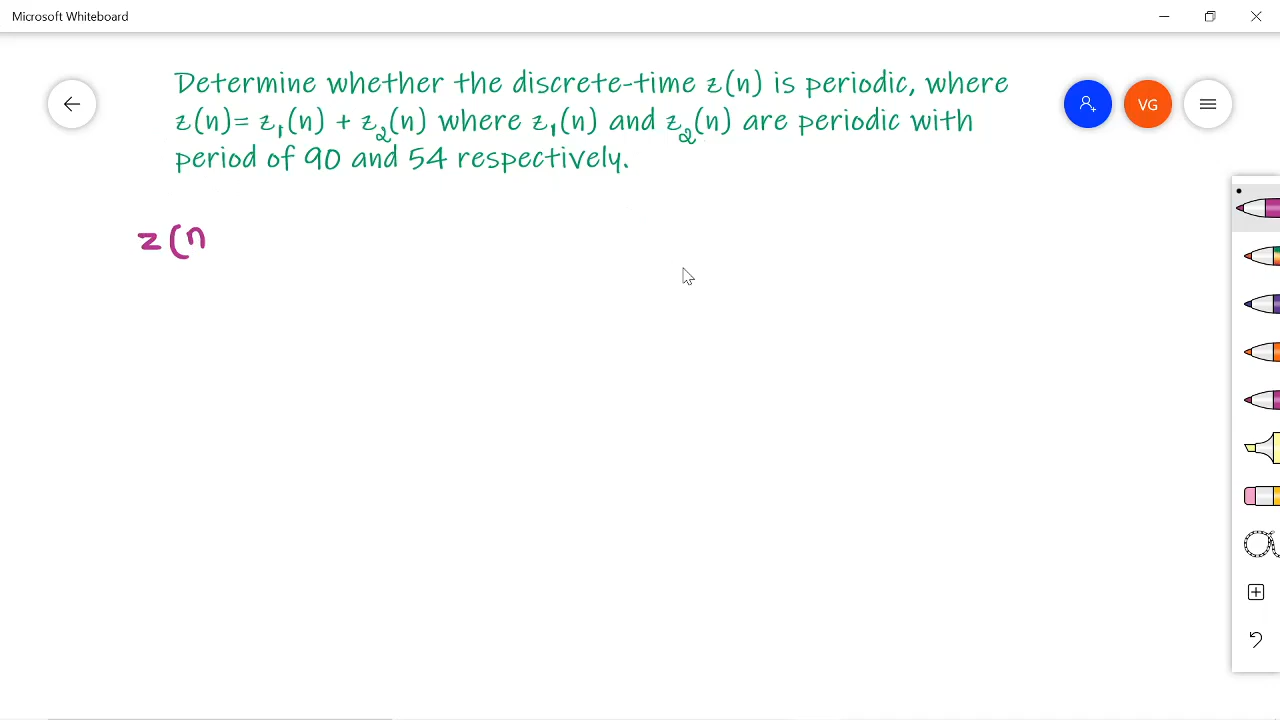 Microsoft Whiteboard
Determine whether the discrete-time z(n) is periodic, where
z(n)= z₁(n) + z₂(n) where z₁(n) and z₂(n) are periodic with
period of 90 and 54 respectively.
VG
z(n